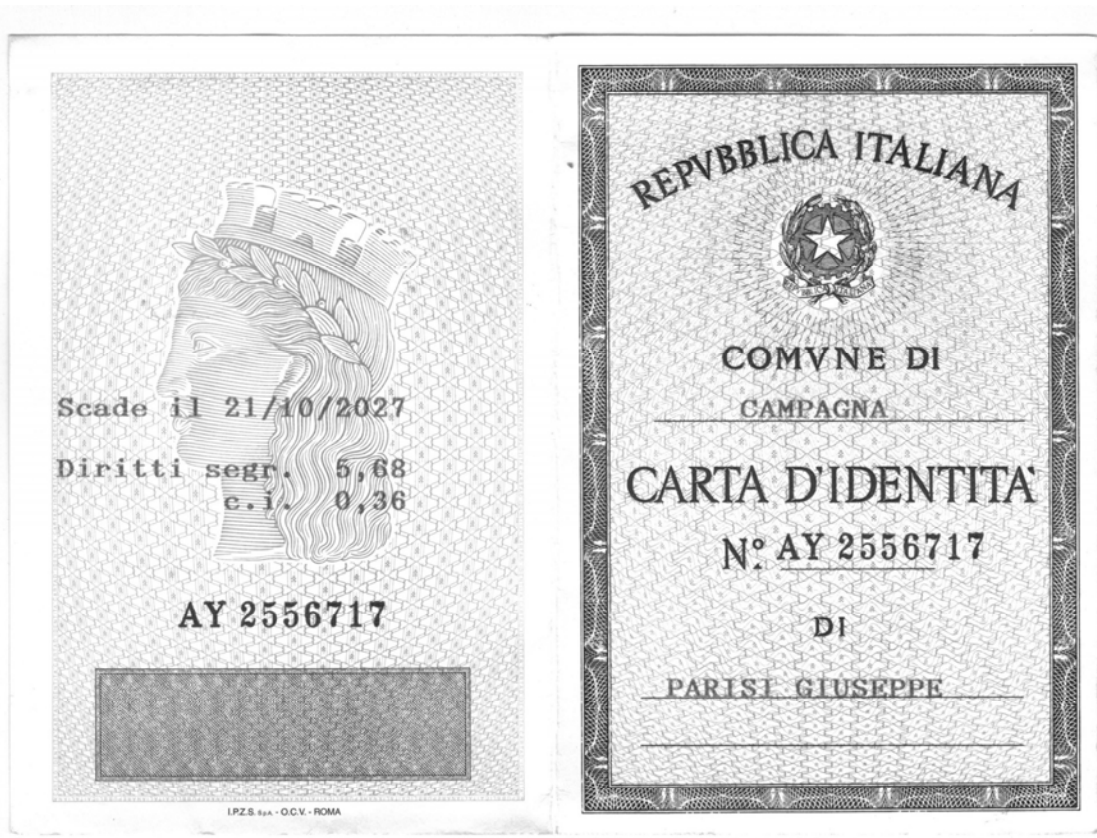 Scade il 21/10/2027
Diritti segr. 5,68
c.i. 0,36
AY 2556717
I.P.Z.S. S.p.A. - O.C.V. - ROMA
REPVBBLICA ITALIANA
COMVNE DI
CAMPAGNA
CARTA D'IDENTITA'
N° AY 2556717
DI
PARISI GIUSEPPE